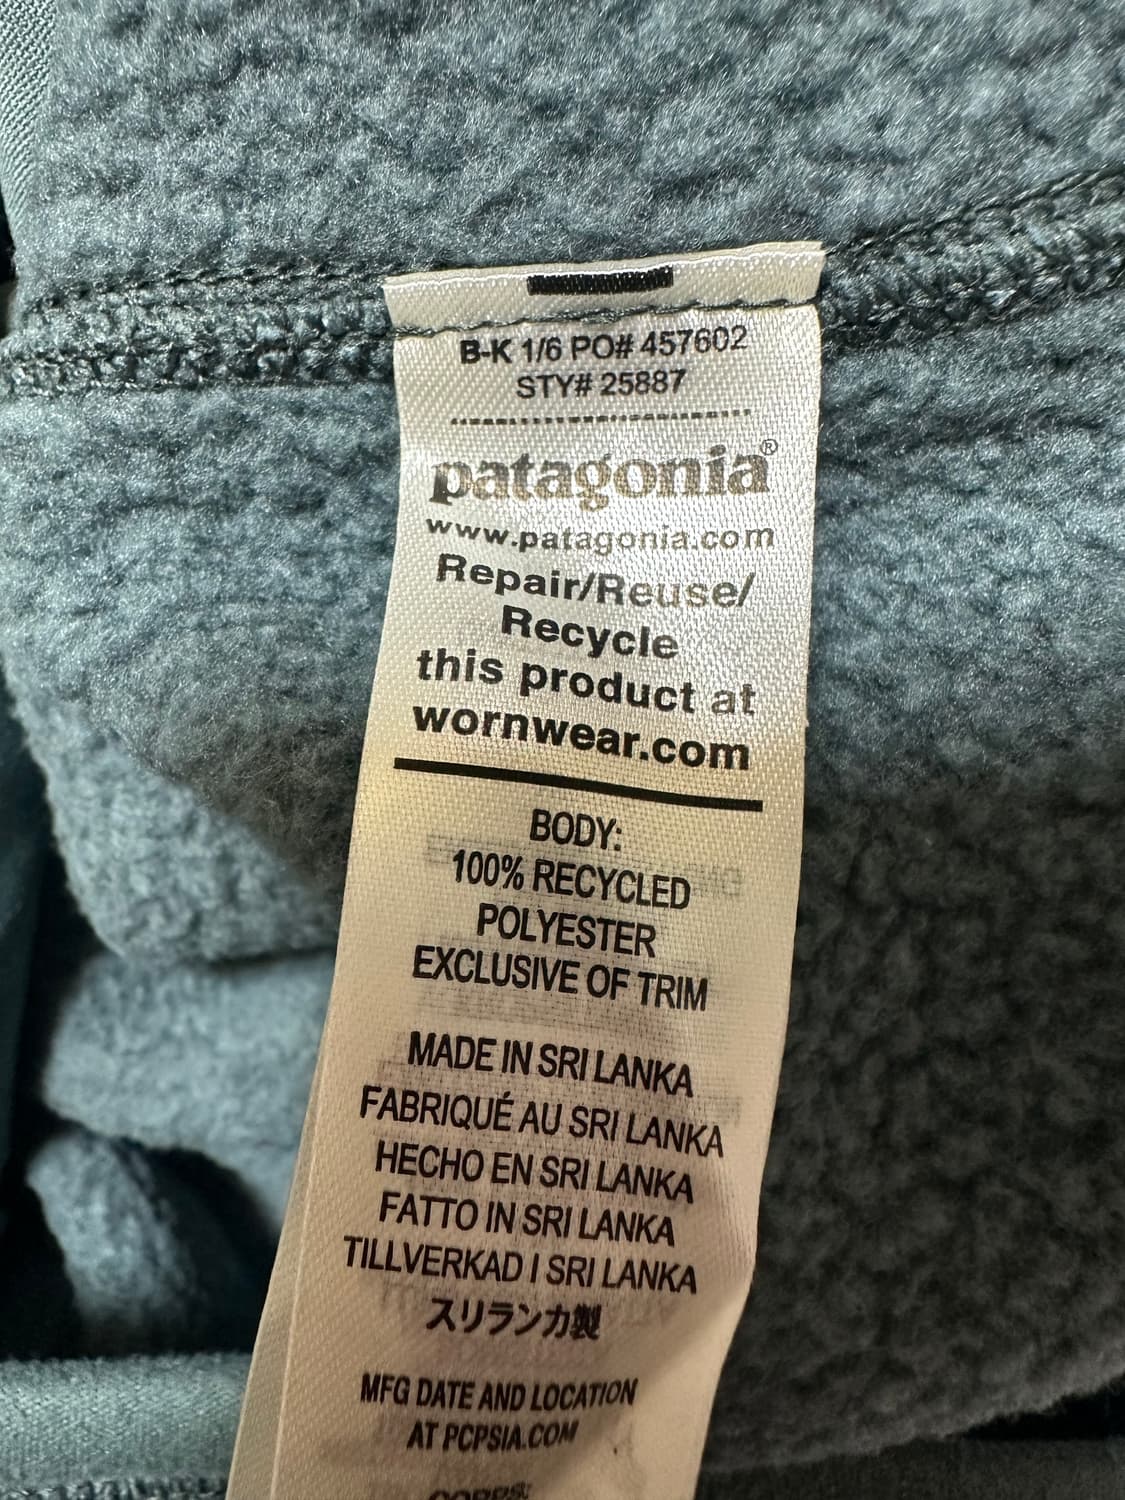 B-K 1/6 PO# 457602
STY# 25887
patagonia®
www.patagonia.com
Repair/Reuse/
Recycle
this product at
wornwear.com
BODY:
100% RECYCLED
POLYESTER
EXCLUSIVE OF TRIM
MADE IN SRI LANKA
FABRIQUÉ AU SRI LANKA
HECHO EN SRI LANKA
FATTO IN SRI LANKA
TILLVERKAD I SRI LANKA
スリランカ製
MFG DATE AND LOCATION
AT PCPSIA.COM